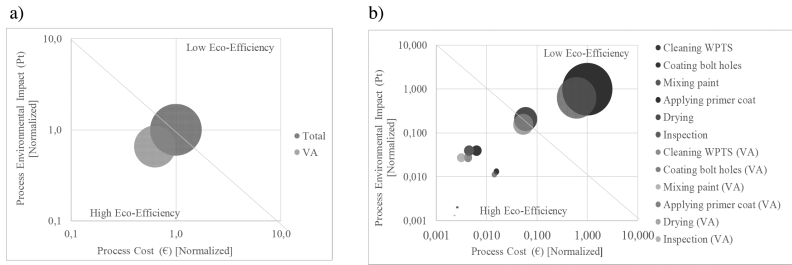 a)
Process Environmental Impact (Pt)
[Normalized]
10,0
1,0
0,1
Low Eco-Efficiency
High Eco-Efficiency
0,1
1,0
10,0
Process Cost (€) [Normalized]
Total
VA
b)
Process Environmental Impact (Pt)
[Normalized]
10,000
1,000
0,100
0,010
0,001
Low Eco-Efficiency
High Eco-Efficiency
0,001
0,010
0,100
1,000
10,000
Process Cost (€) [Normalized]
Cleaning WPTS
Coating bolt holes
Mixing paint
Applying primer coat
Drying
Inspection
Cleaning WPTS (VA)
Coating bolt holes (VA)
Mixing paint (VA)
Applying primer coat (VA)
Drying (VA)
Inspection (VA)